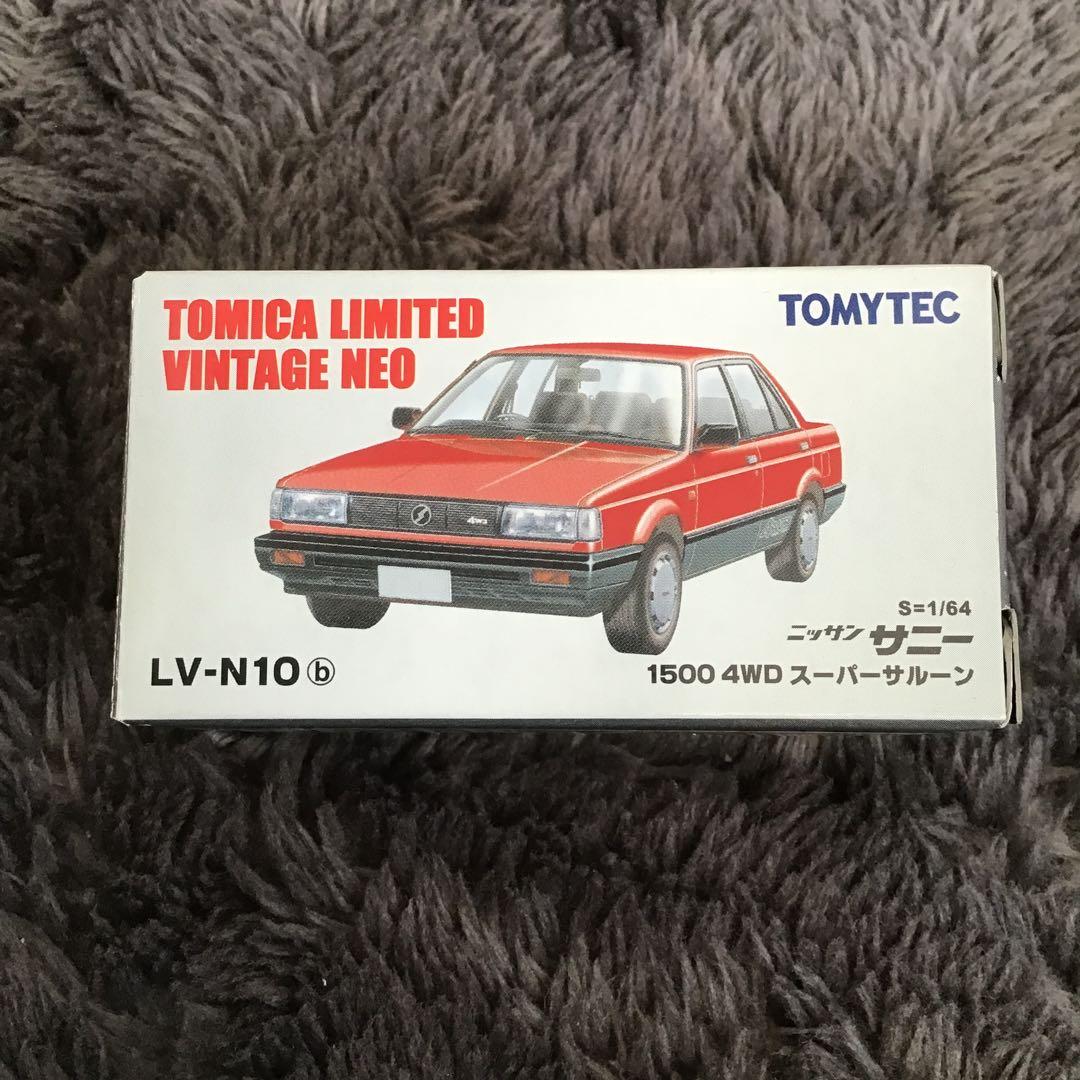 TOMICA LIMITED
VINTAGE NEO
TOMYTEC
4WD
S=1/64
ニッサン サニー
LV-N10 ⓑ
1500 4WD スーパーサルーン